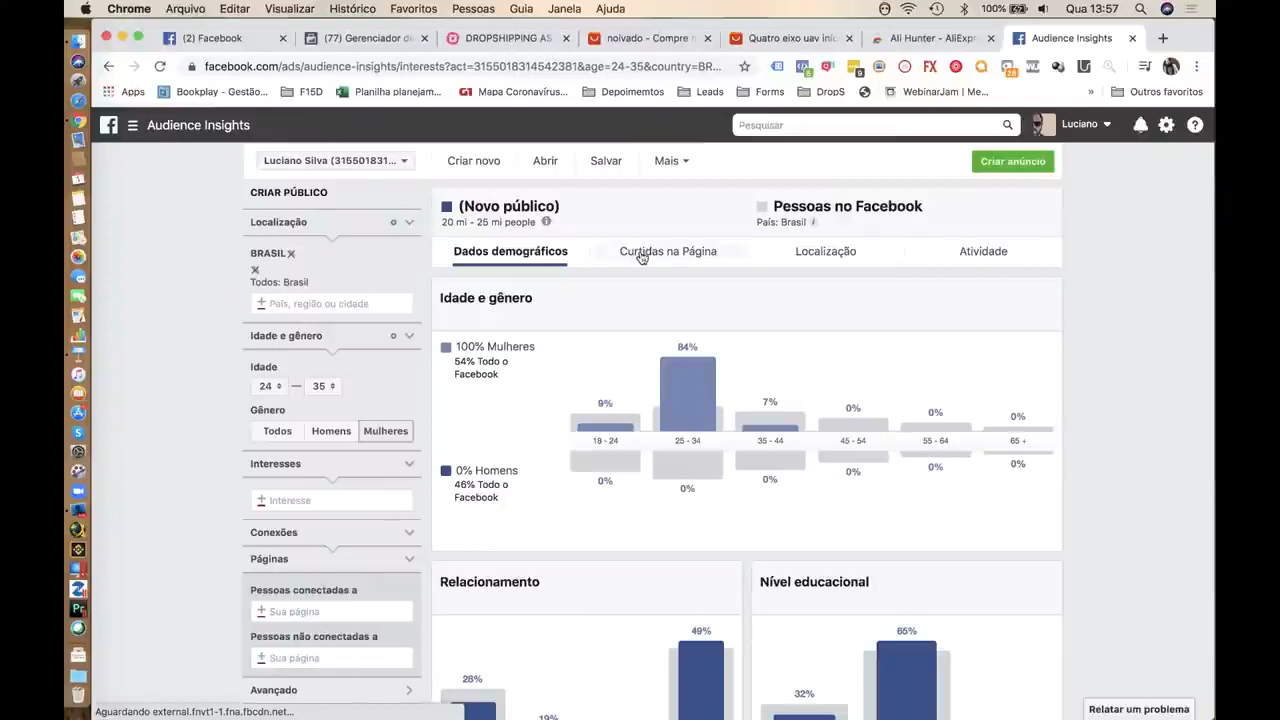 Chrome Arquivo Editar Visualizar Histórico Favoritos Pessoas Guia Janela Ajuda 100% Qua 13:57
(2) Facebook (77) Gerenciador de DROPSHIPPING AS noivado - Compre n Quatro eixo uav iníc Ali Hunter - AliExpr Audience Insights
facebook.com/ads/audience-insights/interests?act=3155018314542381&age=24-35&country=BR...
Apps Bookplay - Gestão... F15D Planilha planejam... Mapa Coronavírus... Depoimentos Leads Forms DropS WebinarJam | Me... » Outros favoritos
Audience Insights Pesquisar Luciano
Luciano Silva (315501831... Criar novo Abrir Salvar Mais Criar anúncio
CRIAR PÚBLICO
(Novo público)
20 mi - 25 mi people
Pessoas no Facebook
País: Brasil
Dados demográficos Curtidas na Página Localização Atividade
Localização
BRASIL
Todos: Brasil
País, região ou cidade
Idade e gênero
Idade
24 — 35
Gênero
Todos Homens Mulheres
Interesses
Interesse
Conexões
Páginas
Pessoas conectadas a
Sua página
Pessoas não conectadas a
Sua página
Avançado
Idade e gênero
100% Mulheres
54% Todo o
Facebook
9% 84% 7% 0% 0% 0%
18 - 24 25 - 34 35 - 44 45 - 54 55 - 64 65 +
0% Homens
46% Todo o
Facebook
0% 0% 0% 0% 0% 0%
Relacionamento
28% 19% 49%
Nível educacional
32% 65%
Aguardando external.fnvt1-1.fna.fbcdn.net...
Relatar um problema